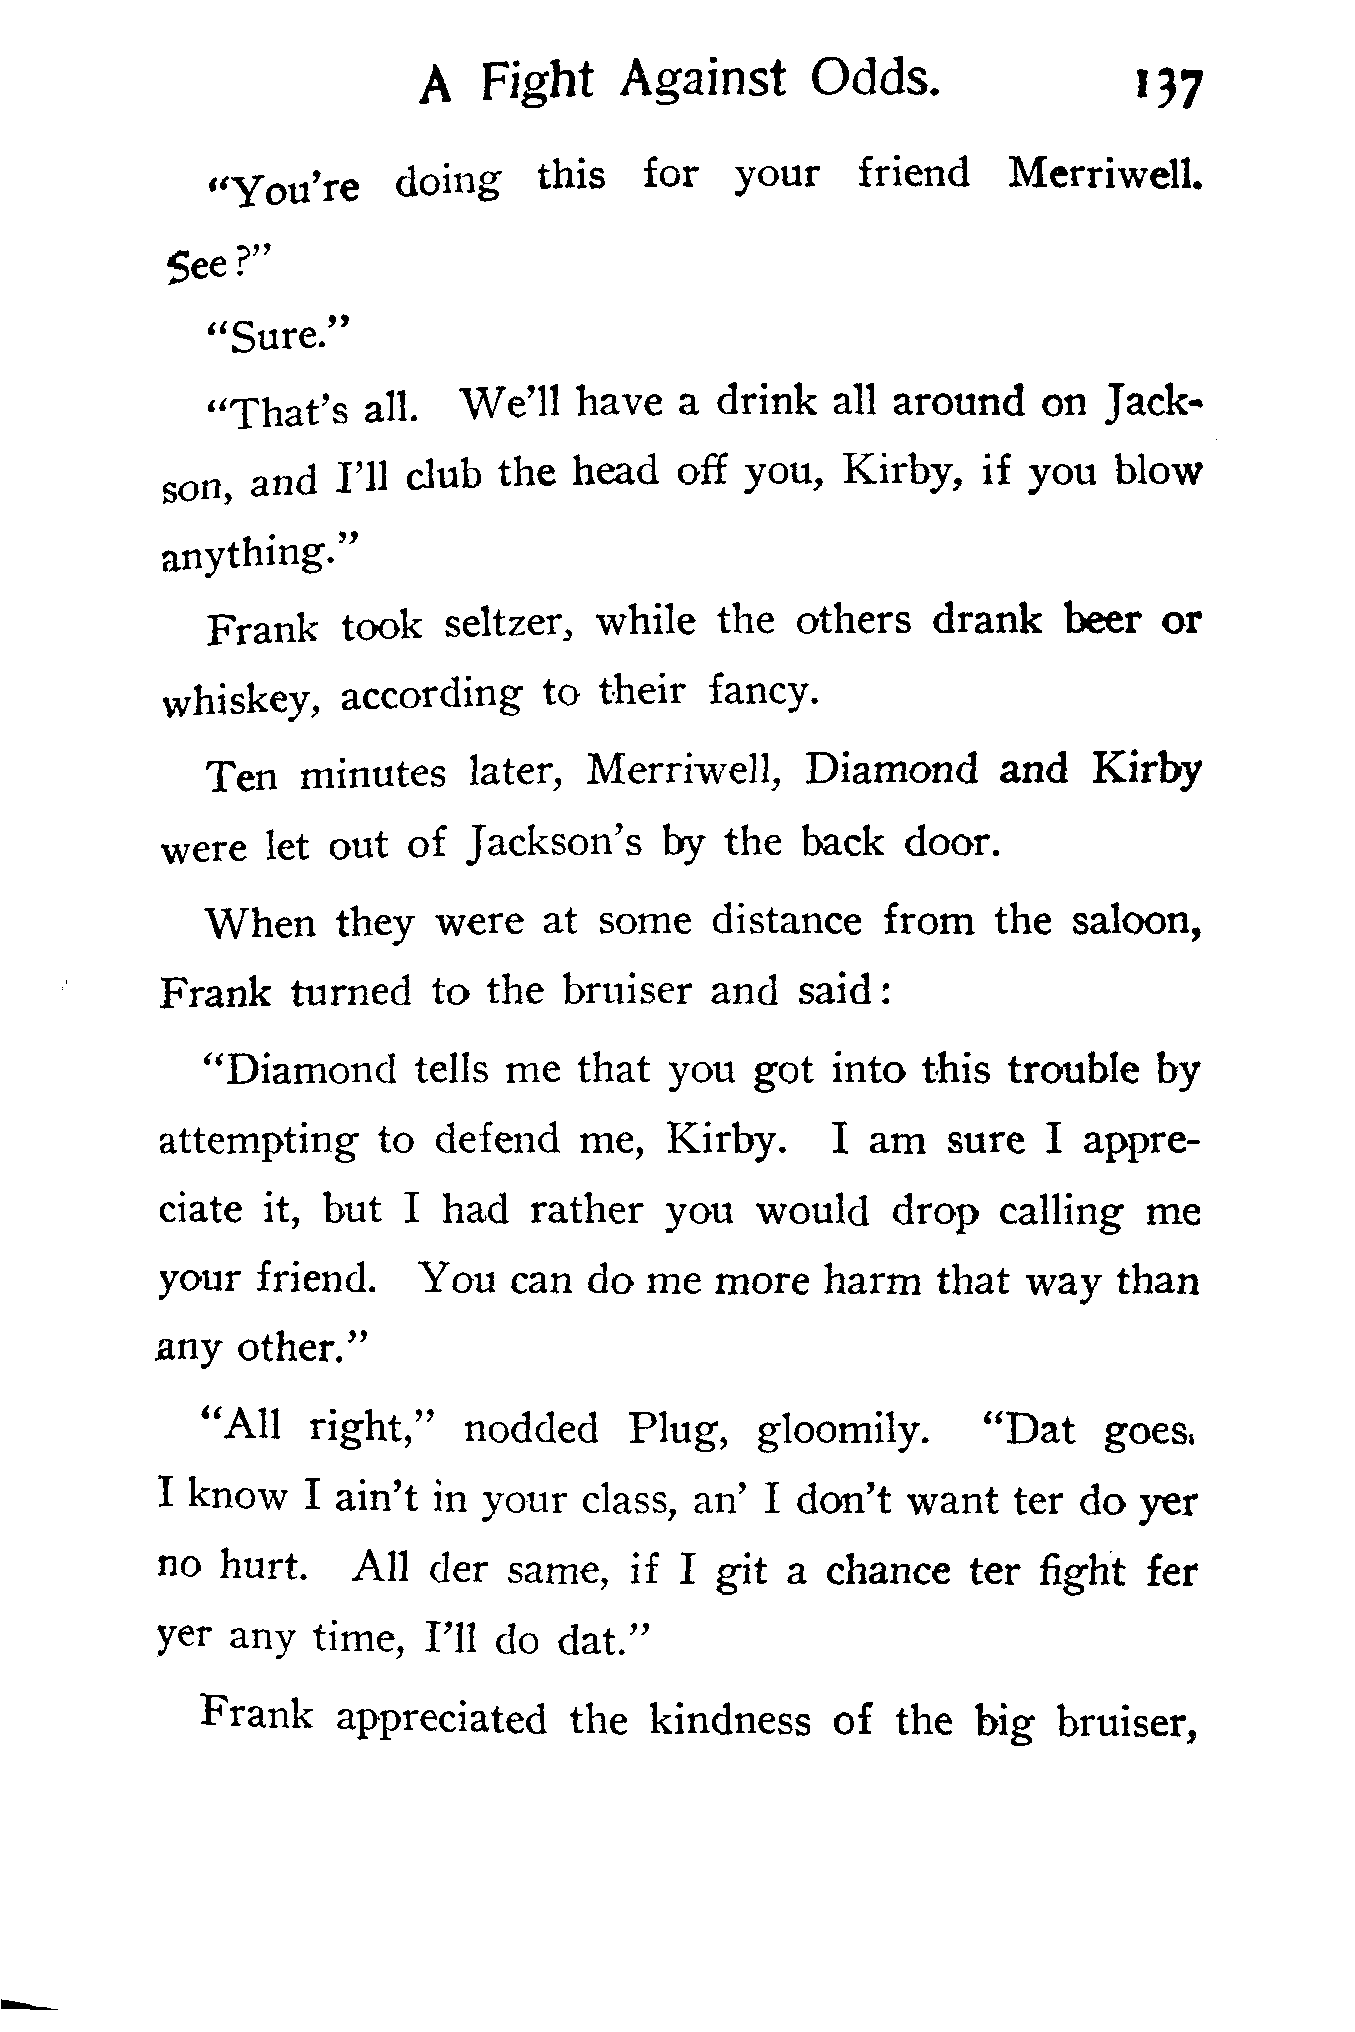 A Fight Against Odds. 137
"You're doing this for your friend Merriwell.
See?"
"Sure."
"That's all. We'll have a drink all around on Jack-
son, and I'll club the head off you, Kirby, if you blow
anything."
Frank took seltzer, while the others drank beer or
whiskey, according to their fancy.
Ten minutes later, Merriwell, Diamond and Kirby
were let out of Jackson's by the back door.
When they were at some distance from the saloon,
Frank turned to the bruiser and said:
"Diamond tells me that you got into this trouble by
attempting to defend me, Kirby. I am sure I appre-
ciate it, but I had rather you would drop calling me
your friend. You can do me more harm that way than
any other."
"All right," nodded Plug, gloomily. "Dat goes.
I know I ain't in your class, an' I don't want ter do yer
no hurt. All der same, if I git a chance ter fight fer
yer any time, I'll do dat."
Frank appreciated the kindness of the big bruiser,